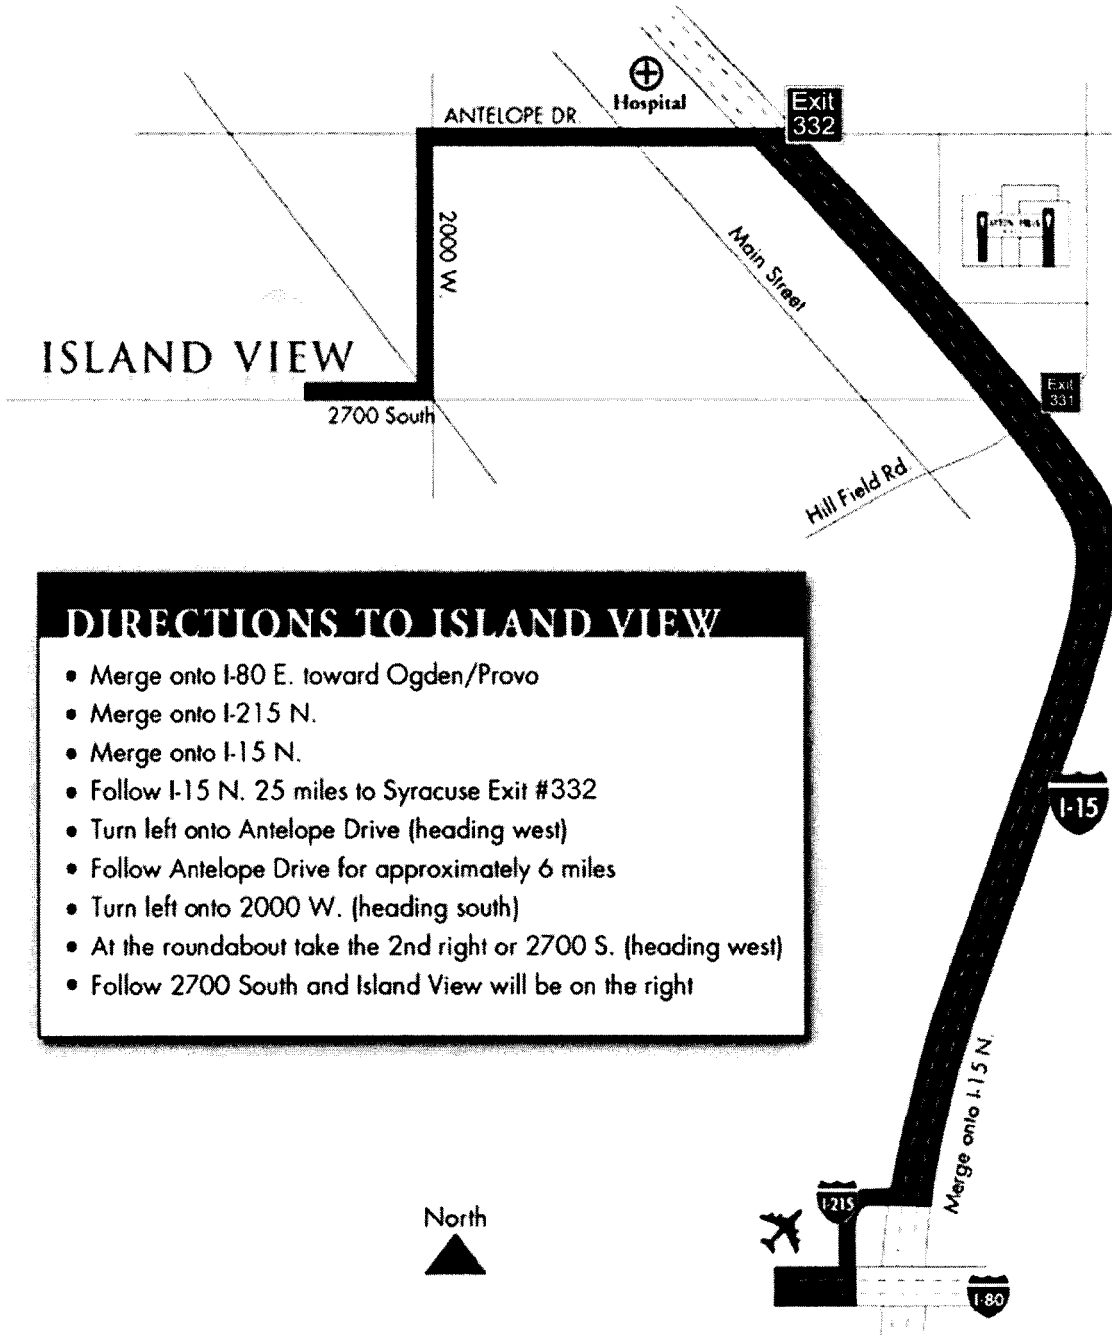 Hospital
Exit
332
ANTELOPE DR.
2000 W.
Main Street
ISLAND VIEW
2700 South
Exit
331
Hill Field Rd.
DIRECTIONS TO ISLAND VIEW
• Merge onto I-80 E. toward Ogden/Provo
• Merge onto I-215 N.
• Merge onto I-15 N.
• Follow I-15 N. 25 miles to Syracuse Exit #332
• Turn left onto Antelope Drive (heading west)
• Follow Antelope Drive for approximately 6 miles
• Turn left onto 2000 W. (heading south)
• At the roundabout take the 2nd right or 2700 S. (heading west)
• Follow 2700 South and Island View will be on the right
I-15
Merge onto I-15 N.
I-215
North
I-80